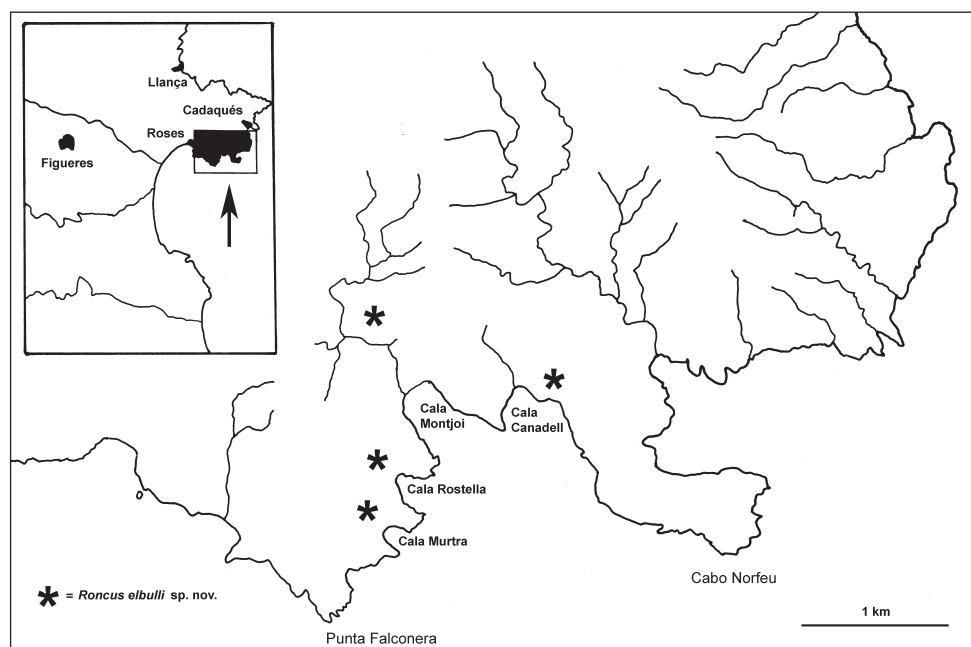 Llança
Cadaqués
Roses
Figueres
Cala
Montjoi
Cala
Canadell
Cala Rostella
Cala Murtra
Cabo Norfeu
* = Roncus elbulli sp. nov.
1 km
Punta Falconera